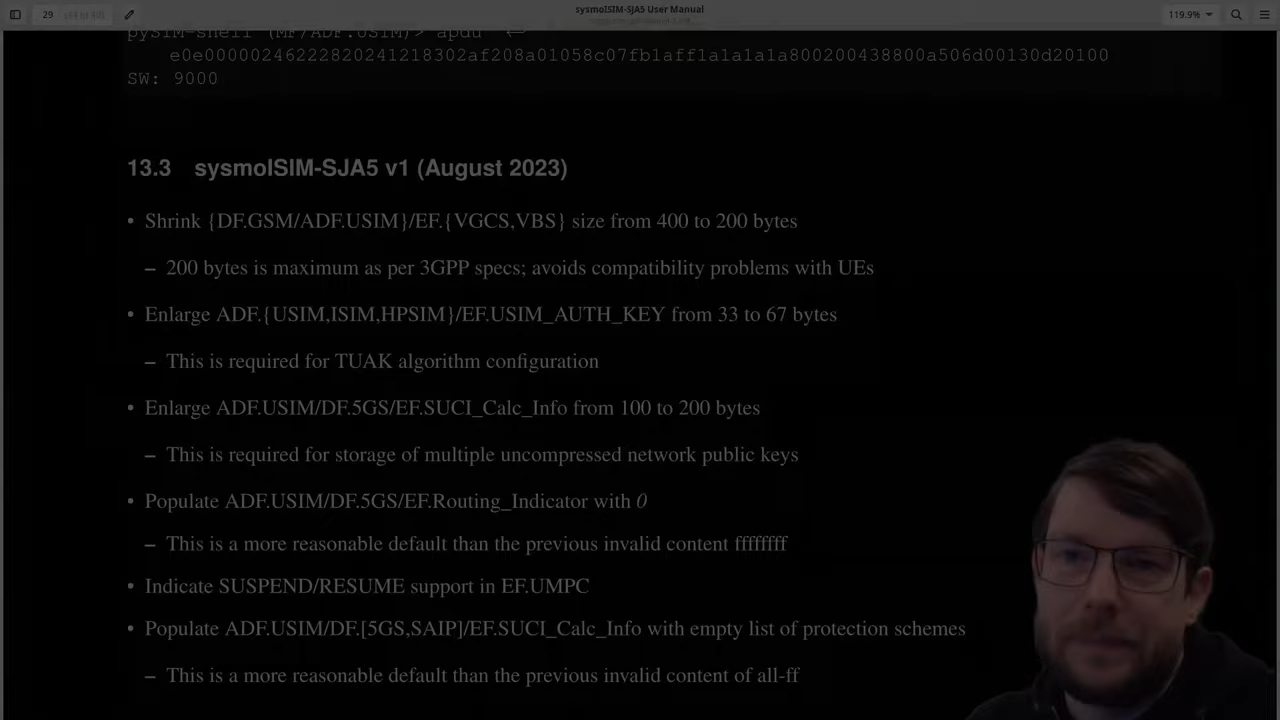 29
sysmoISIM-SJA5 User Manual
119.9%
pySIM-shell (MF/ADF.USIM)> apdu
SW: 9000
13.3 sysmoISIM-SJA5 v1 (August 2023)
• Shrink {DF.GSM/ADF.USIM}/EF.{VGCS,VBS} size from 400 to 200 bytes
– 200 bytes is maximum as per 3GPP specs; avoids compatibility problems with UEs
• Enlarge ADF.{USIM,ISIM,HPSIM}/EF.USIM_AUTH_KEY from 33 to 67 bytes
– This is required for TUAK algorithm configuration
• Enlarge ADF.USIM/DF.5GS/EF.SUCI_Calc_Info from 100 to 200 bytes
– This is required for storage of multiple uncompressed network public keys
• Populate ADF.USIM/DF.5GS/EF.Routing_Indicator with 0
– This is a more reasonable default than the previous invalid content ffffffff
• Indicate SUSPEND/RESUME support in EF.UMPC
• Populate ADF.USIM/DF.[5GS,SAIP]/EF.SUCI_Calc_Info with empty list of protection schemes
– This is a more reasonable default than the previous invalid content of all-ff